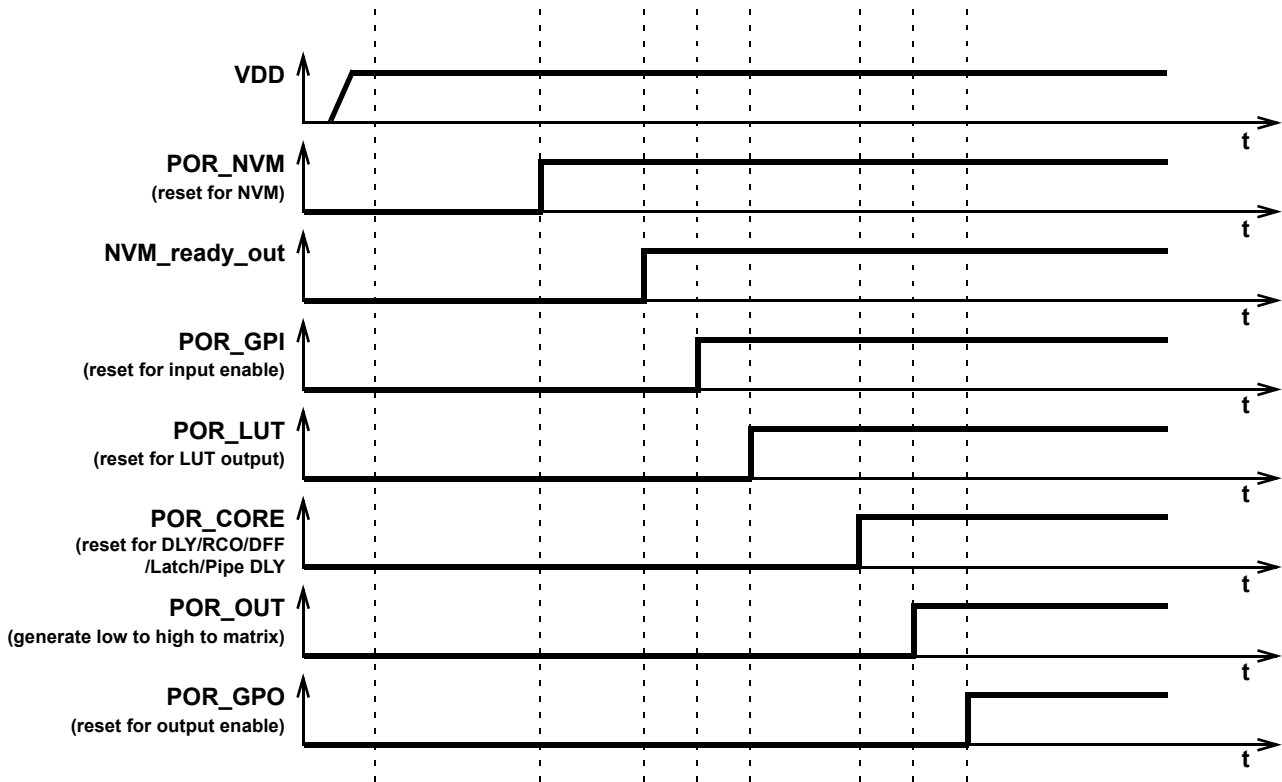 VDD
t
POR_NVM
(reset for NVM)
t
NVM_ready_out
t
POR_GPI
(reset for input enable)
t
POR_LUT
(reset for LUT output)
t
POR_CORE
(reset for DLY/RCO/DFF
/Latch/Pipe DLY
t
POR_OUT
(generate low to high to matrix)
t
POR_GPO
(reset for output enable)
t